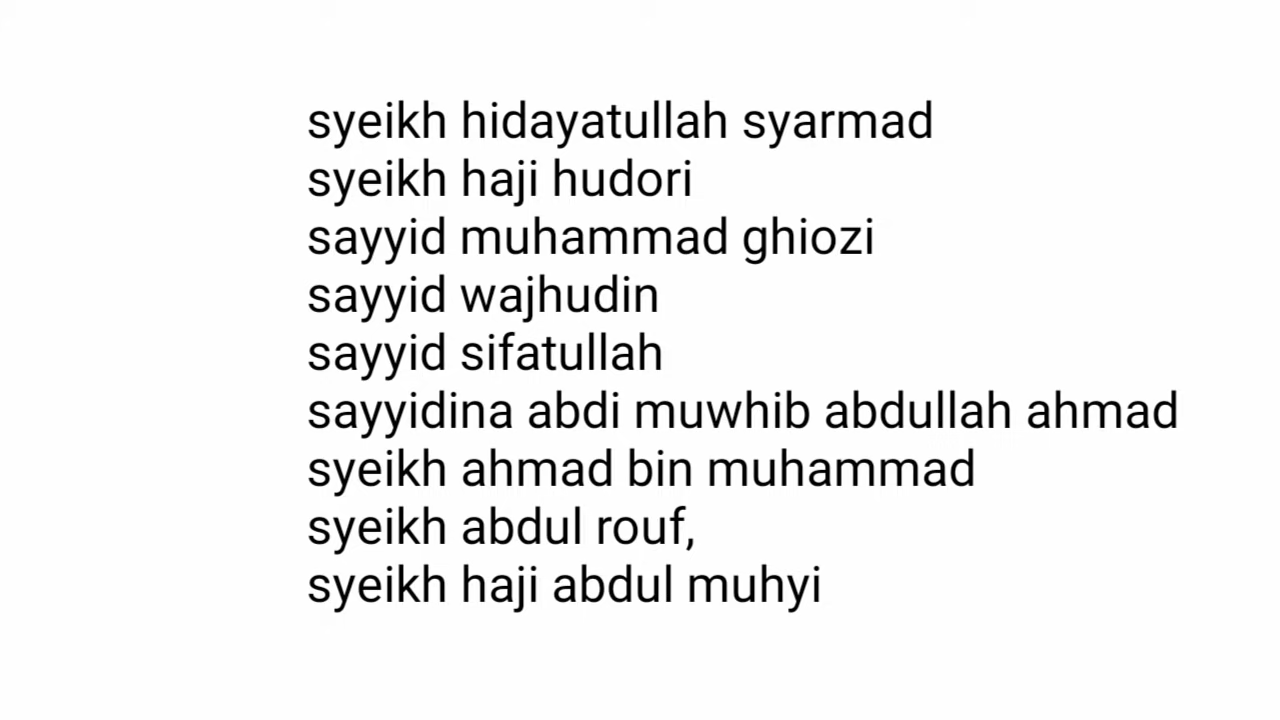 syeikh hidayatullah syarmad
syeikh haji hudori
sayyid muhammad ghiozi
sayyid wajhudin
sayyid sifatullah
sayyidina abdi muwhib abdullah ahmad
syeikh ahmad bin muhammad
syeikh abdul rouf,
syeikh haji abdul muhyi